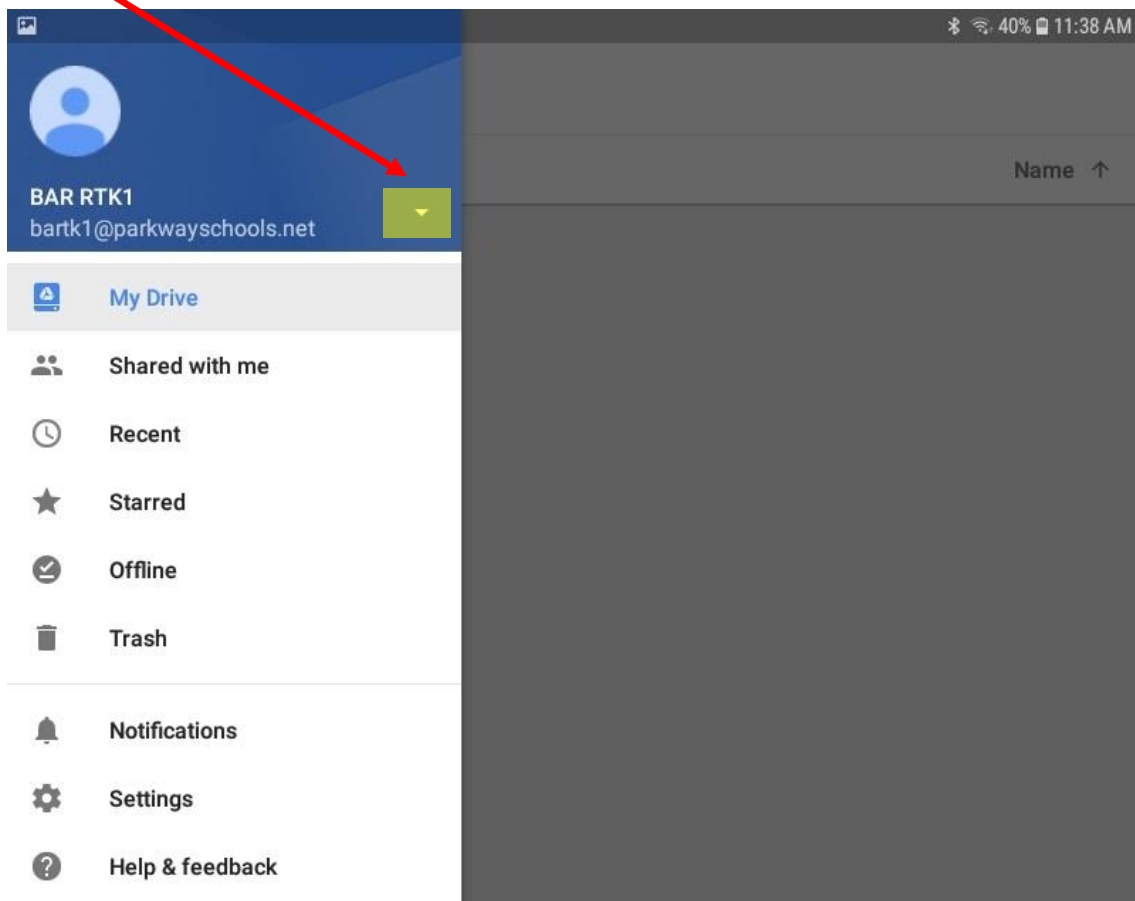 40% 11:38 AM
Name
BAR RTK1
bartk1@parkwayschools.net
My Drive
Shared with me
Recent
Starred
Offline
Trash
Notifications
Settings
Help & feedback